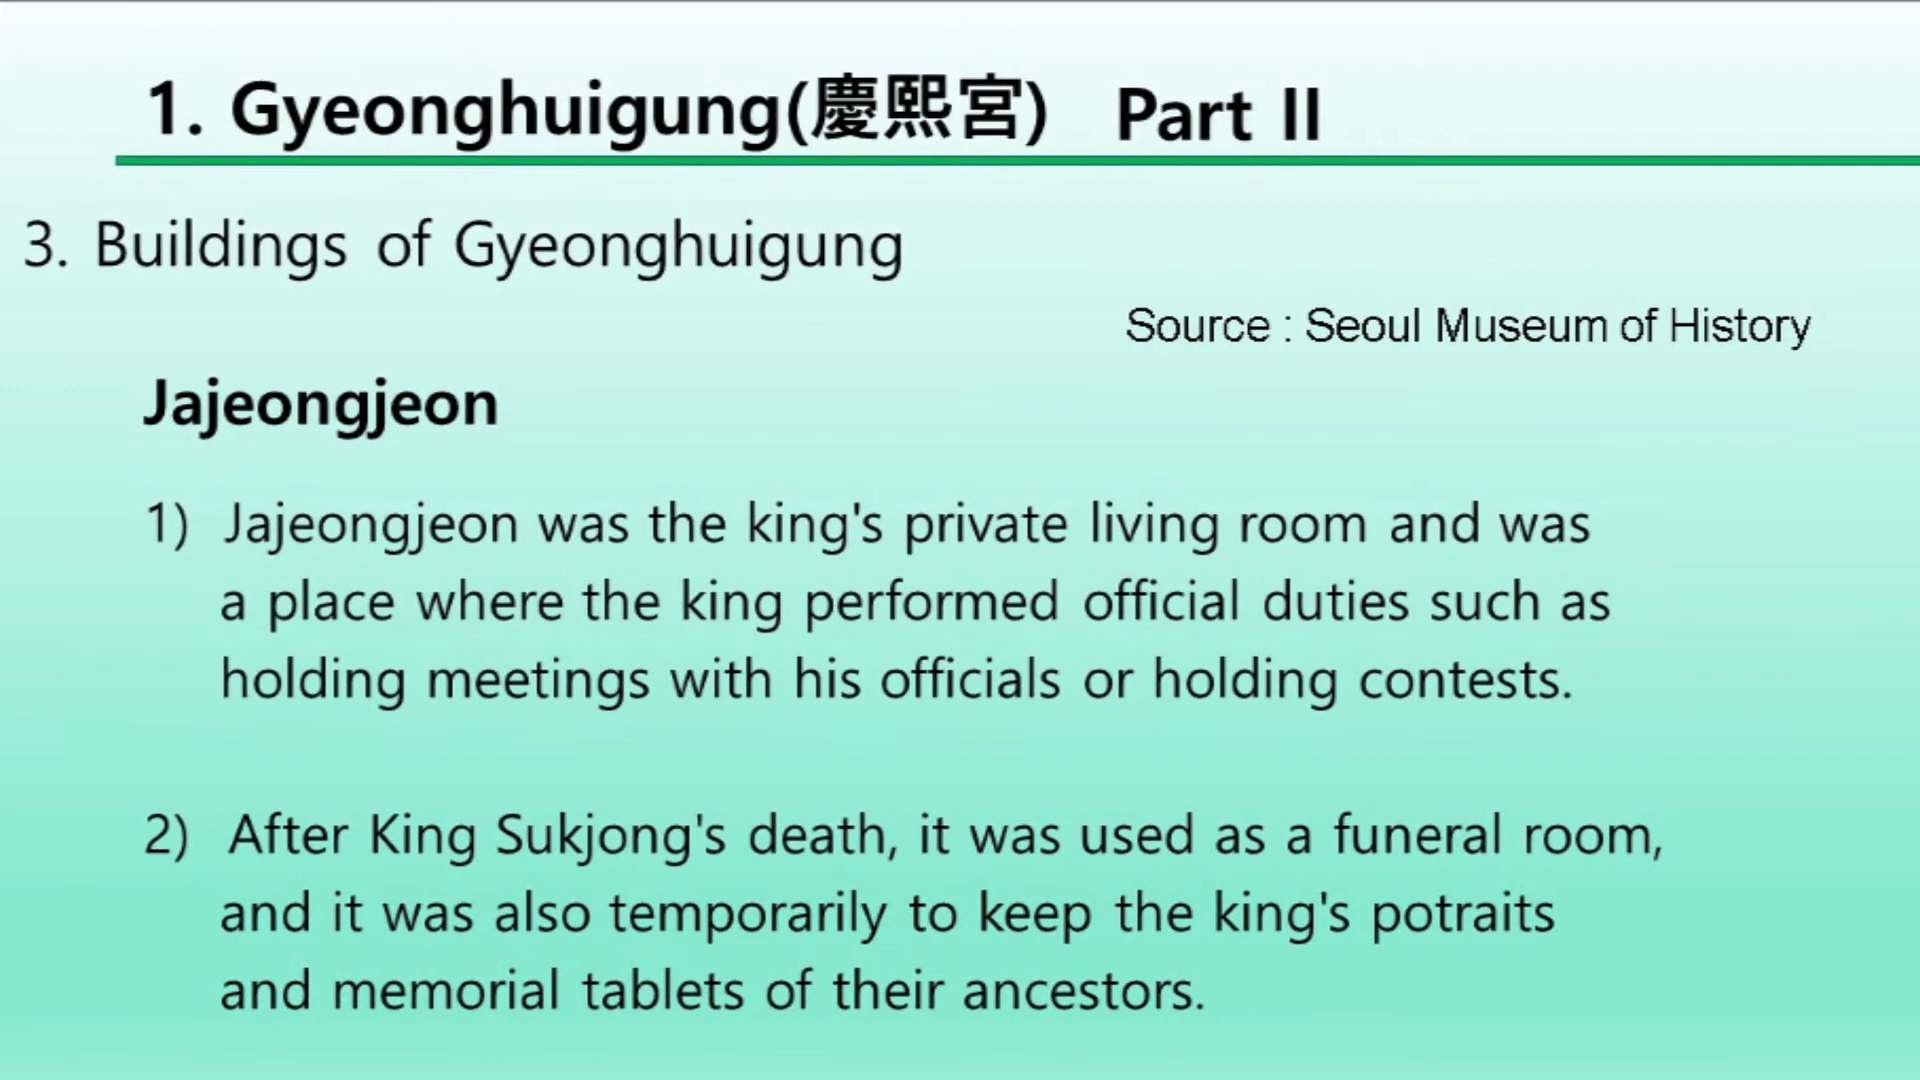 1. Gyeonghuigung(慶熙宮) Part II
3. Buildings of Gyeonghuigung
Source : Seoul Museum of History
Jajeongjeon
1) Jajeongjeon was the king's private living room and was
a place where the king performed official duties such as
holding meetings with his officials or holding contests.
2) After King Sukjong's death, it was used as a funeral room,
and it was also temporarily to keep the king's potraits
and memorial tablets of their ancestors.